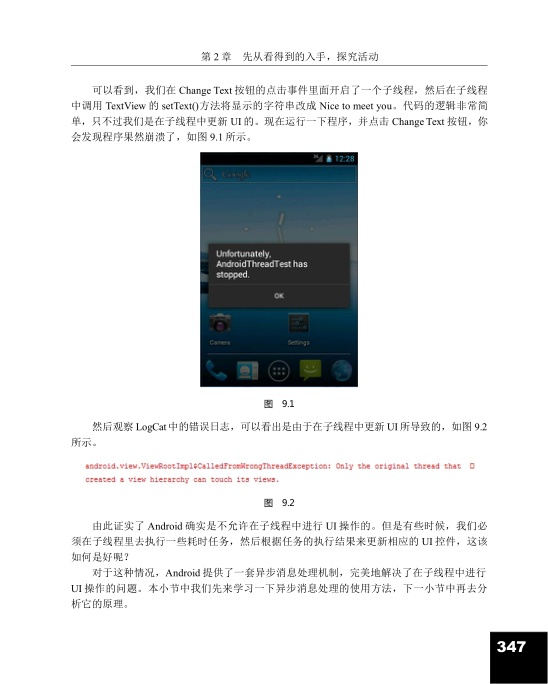 第 2 章　先从看得到的入手，探究活动
可以看到，我们在 Change Text 按钮的点击事件里面开启了一个子线程，然后在子线程
中调用 TextView 的 setText()方法将显示的字符串改成 Nice to meet you。代码的逻辑非常简
单，只不过我们是在子线程中更新 UI 的。现在运行一下程序，并点击 Change Text 按钮，你
会发现程序果然崩溃了，如图 9.1 所示。
12:28
Google
Unfortunately,
AndroidThreadTest has
stopped.
OK
Camera
Settings
图 9.1
然后观察 LogCat 中的错误日志，可以看出是由于在子线程中更新 UI 所导致的，如图 9.2
所示。
android.view.ViewRootImpl$CalledFromWrongThreadException: Only the original thread that
created a view hierarchy can touch its views.
图 9.2
由此证实了 Android 确实是不允许在子线程中进行 UI 操作的。但是有些时候，我们必
须在子线程里去执行一些耗时任务，然后根据任务的执行结果来更新相应的 UI 控件，这该
如何是好呢？
对于这种情况，Android 提供了一套异步消息处理机制，完美地解决了在子线程中进行
UI 操作的问题。本小节中我们先来学习一下异步消息处理的使用方法，下一小节中再去分
析它的原理。
347